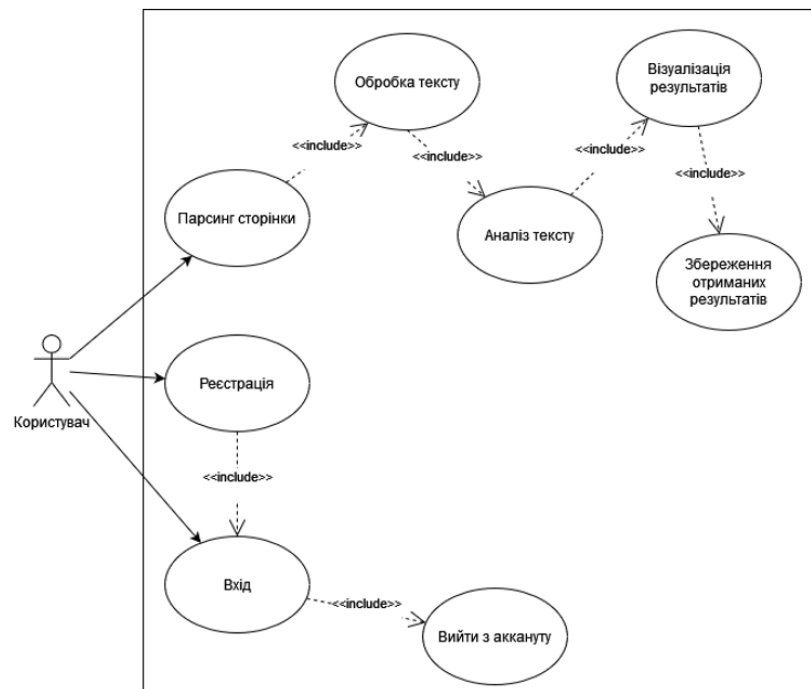 Обробка тексту
Візуалізація
результатів
<<include>>
<<include>>
<<include>>
<<include>>
Парсинг сторінки
Аналіз тексту
Збереження
отриманих
результатів
Реєстрація
Користувач
<<include>>
Вхід
<<include>>
Вийти з аккануту